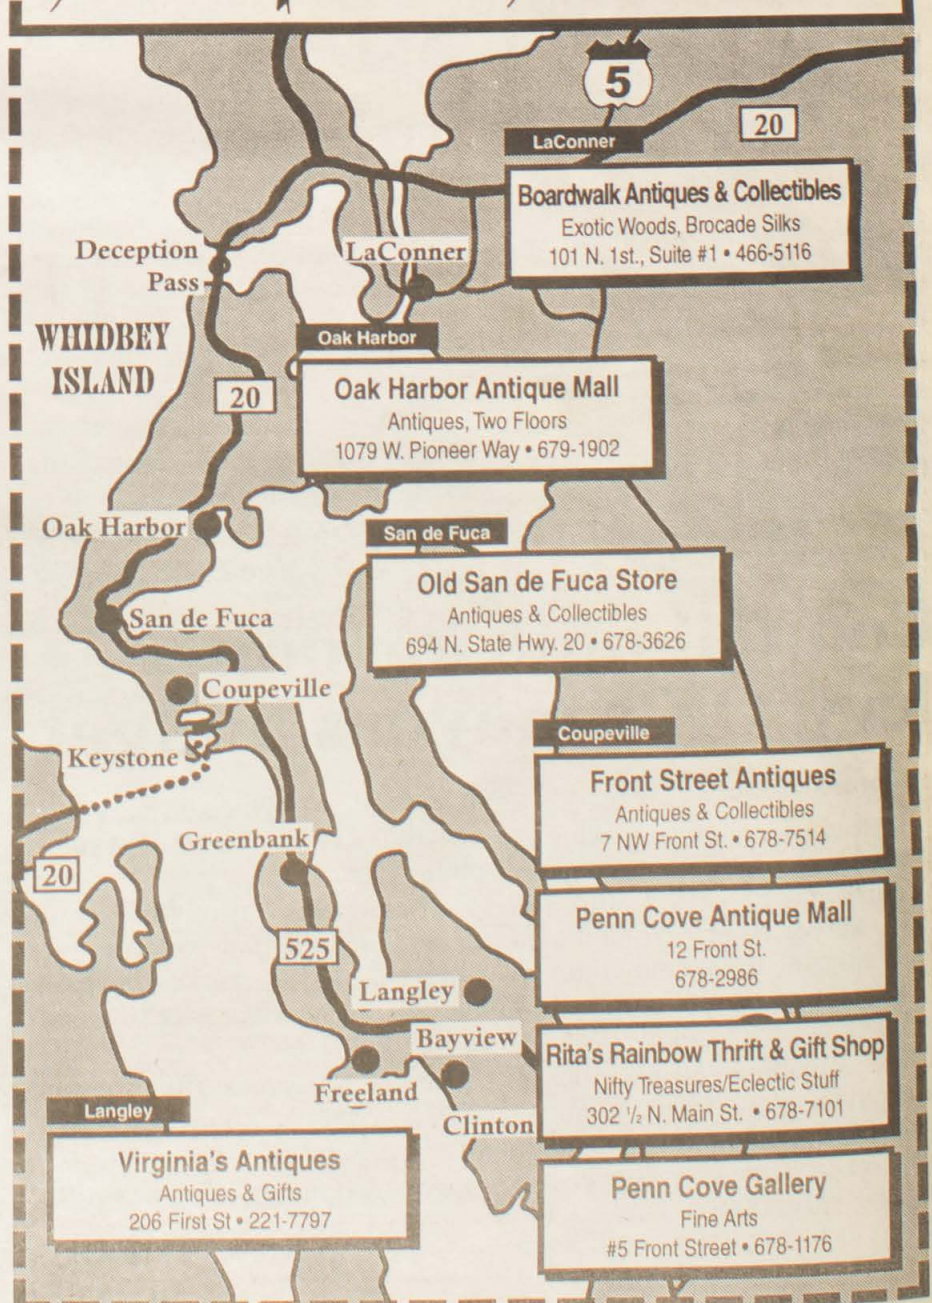 5
20
LaConner
Boardwalk Antiques & Collectibles
Exotic Woods, Brocade Silks
101 N. 1st., Suite #1 • 466-5116
Deception
Pass
LaConner
WHIDBEY
ISLAND
20
Oak Harbor
Oak Harbor Antique Mall
Antiques, Two Floors
1079 W. Pioneer Way • 679-1902
Oak Harbor
San de Fuca
Old San de Fuca Store
Antiques & Collectibles
694 N. State Hwy. 20 • 678-3626
San de Fuca
Coupeville
Keystone
Coupeville
Front Street Antiques
Antiques & Collectibles
7 NW Front St. • 678-7514
Greenbank
20
Penn Cove Antique Mall
12 Front St.
678-2986
525
Langley
Bayview
Freeland
Clinton
Rita's Rainbow Thrift & Gift Shop
Nifty Treasures/Eclectic Stuff
302 ½ N. Main St. • 678-7101
Langley
Virginia's Antiques
Antiques & Gifts
206 First St • 221-7797
Penn Cove Gallery
Fine Arts
#5 Front Street • 678-1176